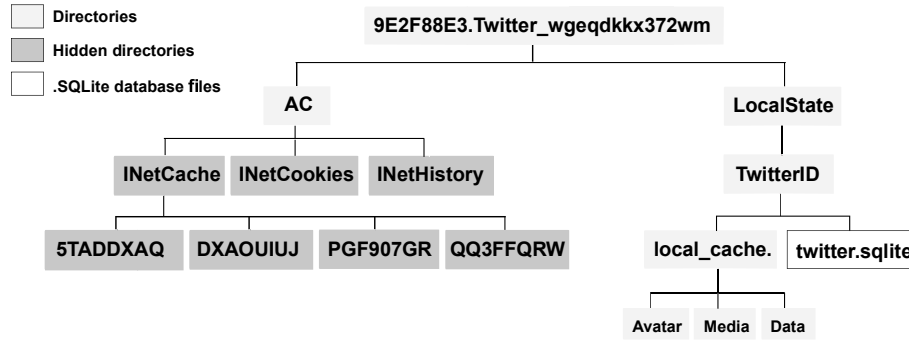 Directories
Hidden directories
.SQLite database files
9E2F88E3.Twitter_wgeqdkkx372wm
AC
LocalState
INetCache INetCookies INetHistory
TwitterID
5TADDXAQ DXAOUIUJ PGF907GR QQ3FFQRW
local_cache. twitter.sqlite
Avatar Media Data